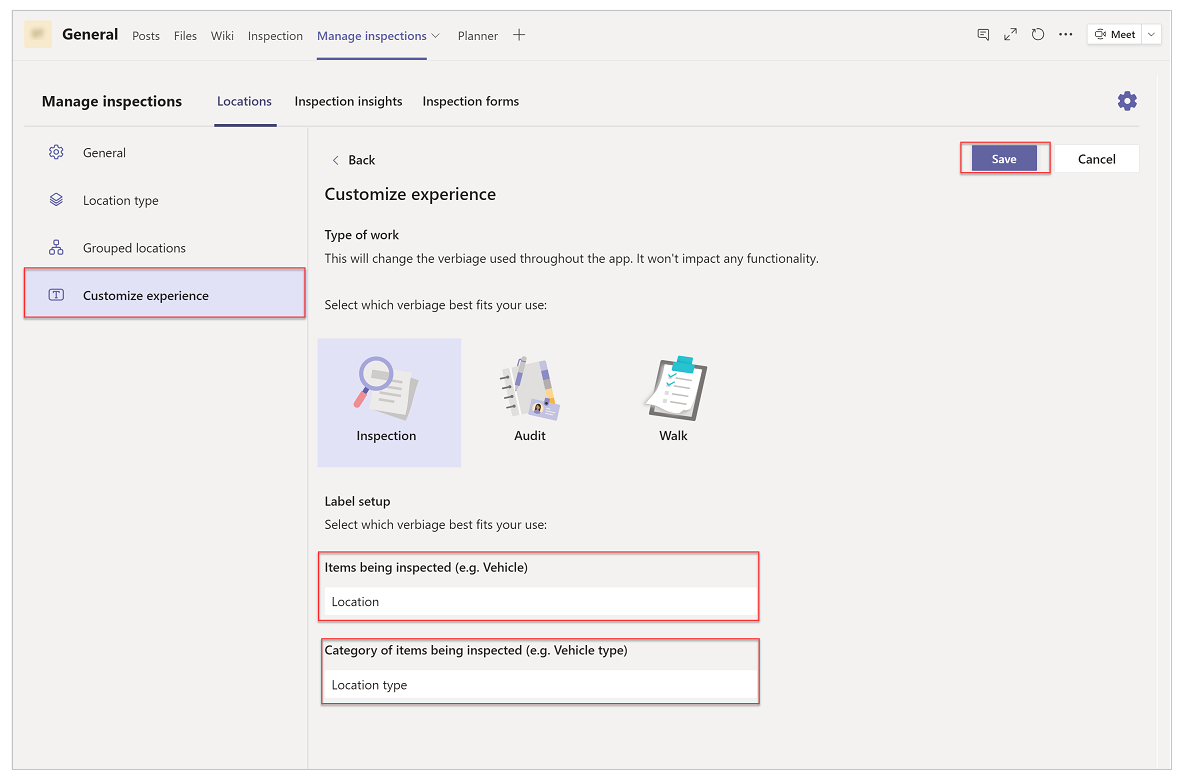 General Posts Files Wiki Inspection Manage inspections Planner Meet
Manage inspections Locations Inspection insights Inspection forms
General
Location type
Grouped locations
Customize experience
Back
Save
Cancel
Customize experience
Type of work
This will change the verbiage used throughout the app. It won't impact any functionality.
Select which verbiage best fits your use:
Inspection
Audit
Walk
Label setup
Select which verbiage best fits your use:
Items being inspected (e.g. Vehicle)
Location
Category of items being inspected (e.g. Vehicle type)
Location type